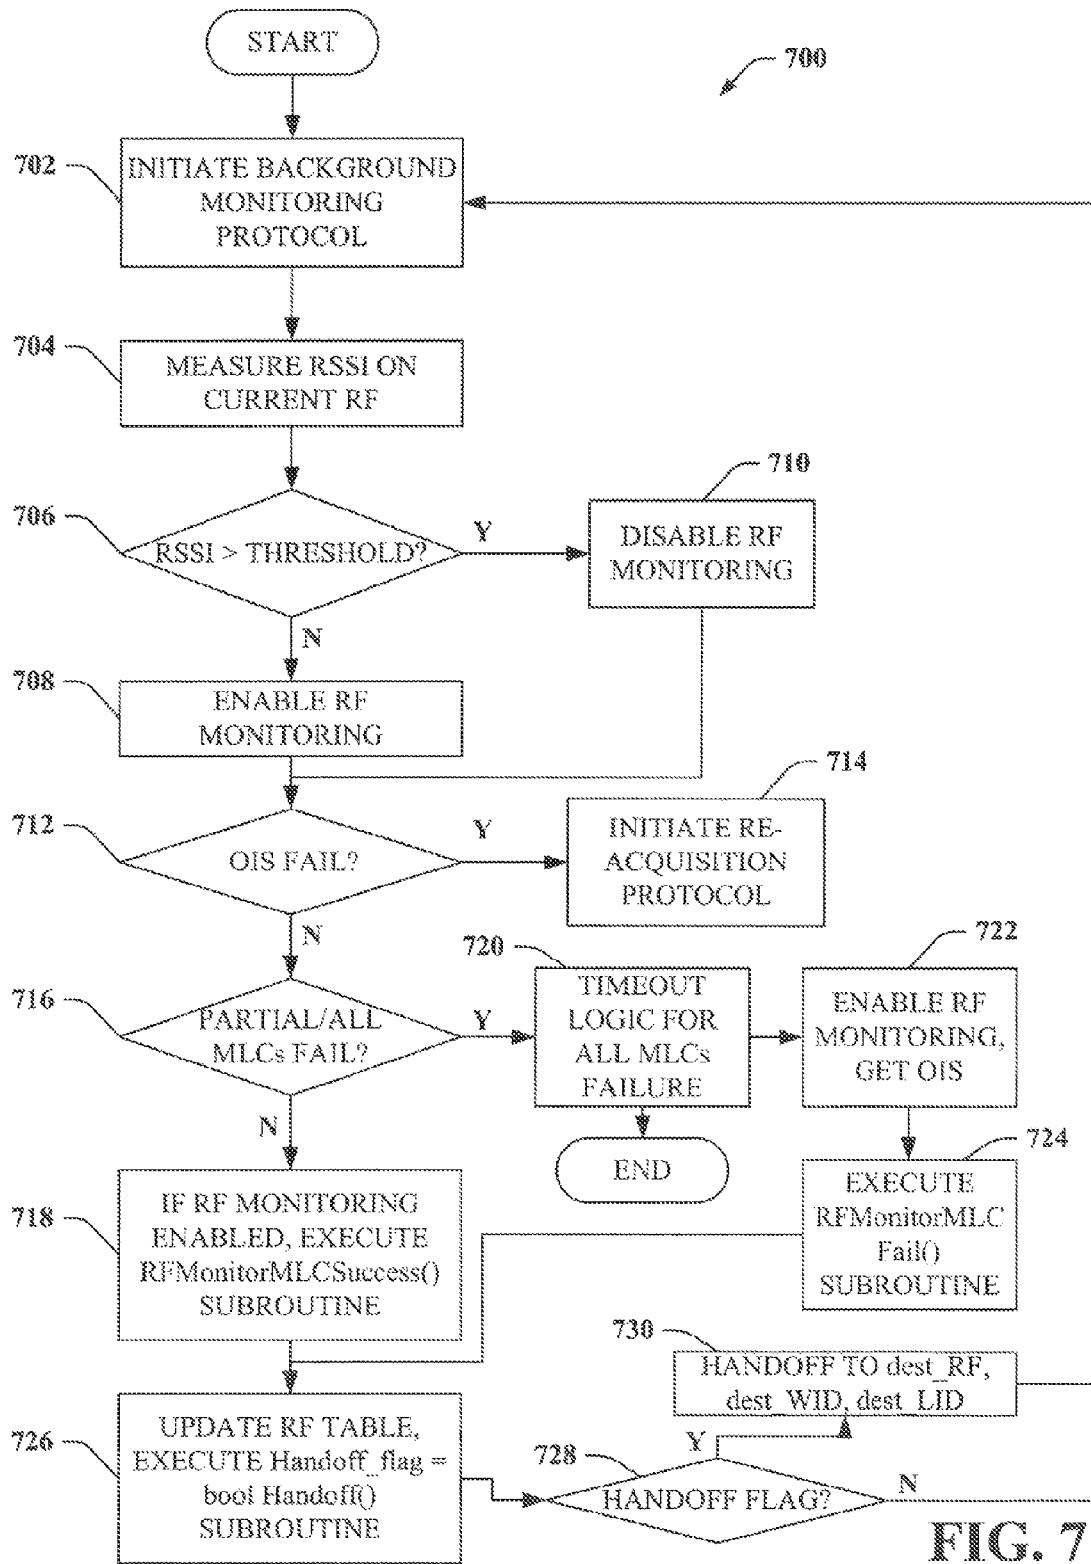 START
700
702
INITIATE BACKGROUND
MONITORING
PROTOCOL
704
MEASURE RSSI ON
CURRENT RF
706
RSSI > THRESHOLD?
Y
N
710
DISABLE RF
MONITORING
708
ENABLE RF
MONITORING
712
OIS FAIL?
Y
N
714
INITIATE RE-
ACQUISITION
PROTOCOL
716
PARTIAL/ALL
MLCs FAIL?
Y
N
720
TIMEOUT
LOGIC FOR
ALL MLCs
FAILURE
END
722
ENABLE RF
MONITORING,
GET OIS
724
EXECUTE
RFMonitorMLC
Fail()
SUBROUTINE
718
IF RF MONITORING
ENABLED, EXECUTE
RFMonitorMLCSuccess()
SUBROUTINE
726
UPDATE RF TABLE,
EXECUTE Handoff_flag =
bool Handoff()
SUBROUTINE
728
HANDOFF FLAG?
Y
N
730
HANDOFF TO dest_RF,
dest_WID, dest_LID
FIG. 7